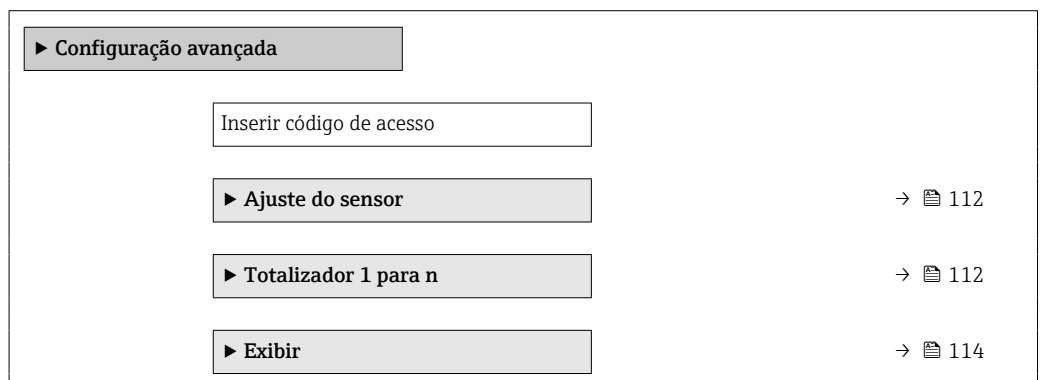 ▶ Configuração avançada
Inserir código de acesso
▶ Ajuste do sensor → 112
▶ Totalizador 1 para n → 112
▶ Exibir → 114